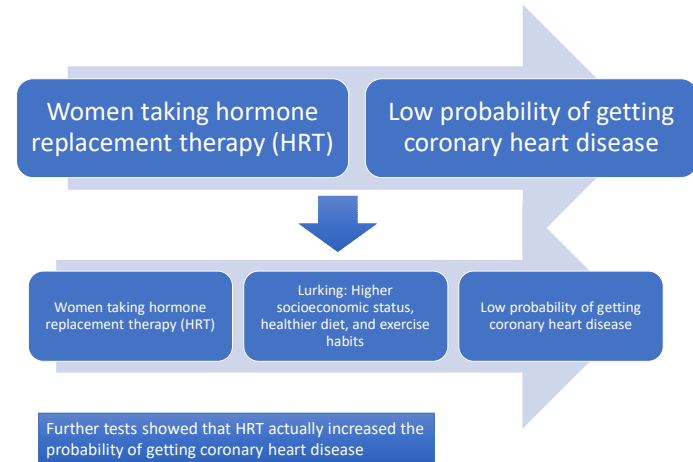 Women taking hormone
replacement therapy (HRT)
Low probability of getting
coronary heart disease
Women taking hormone
replacement therapy (HRT)
Lurking: Higher
socioeconomic status,
healthier diet, and exercise
habits
Low probability of getting
coronary heart disease
Further tests showed that HRT actually increased the
probability of getting coronary heart disease